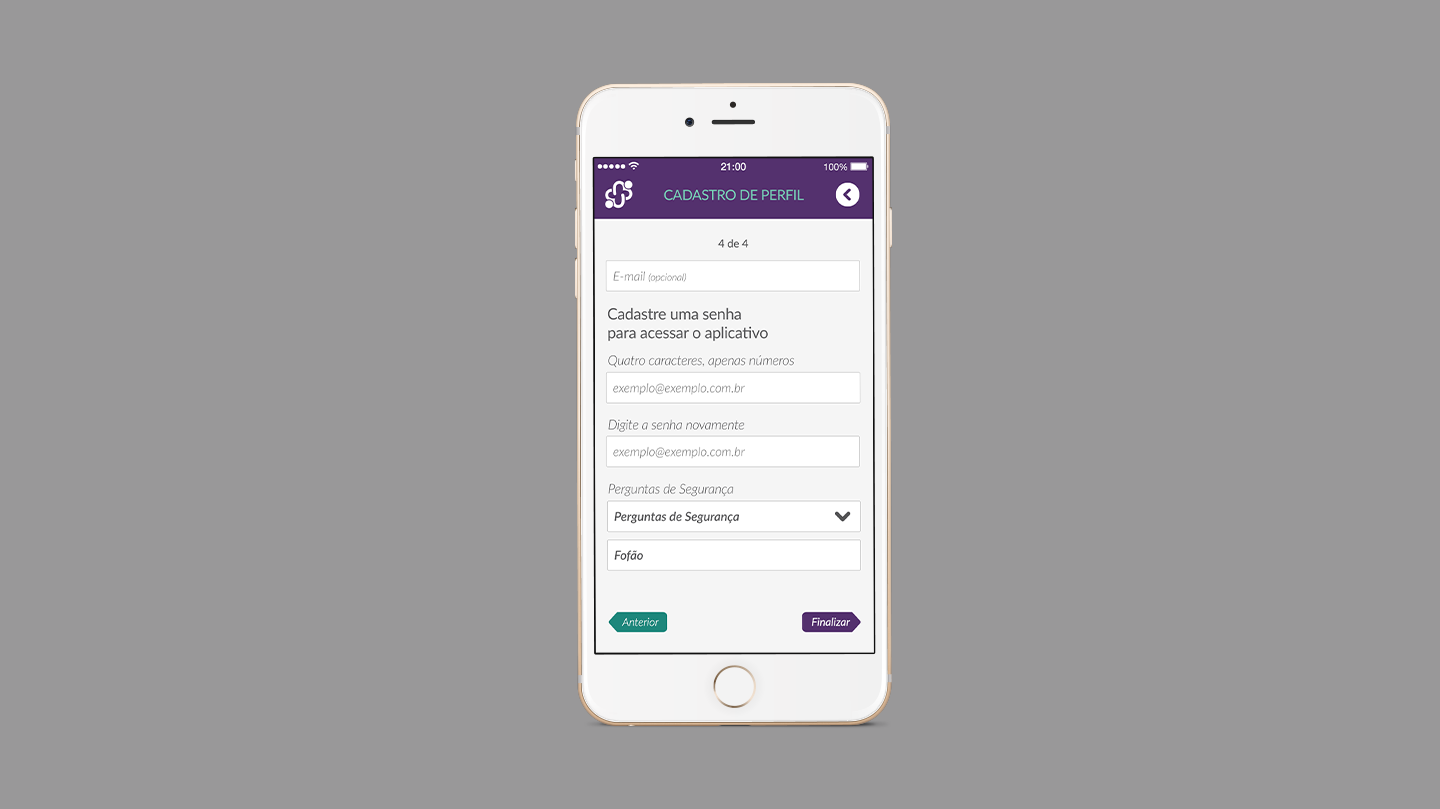 21:00
100%
CADASTRO DE PERFIL
4 de 4
E-mail (opcional)
Cadastre uma senha
para acessar o aplicativo
Quatro caracteres, apenas números
exemplo@exemplo.com.br
Digite a senha novamente
exemplo@exemplo.com.br
Perguntas de Segurança
Perguntas de Segurança
Fofão
Anterior
Finalizar